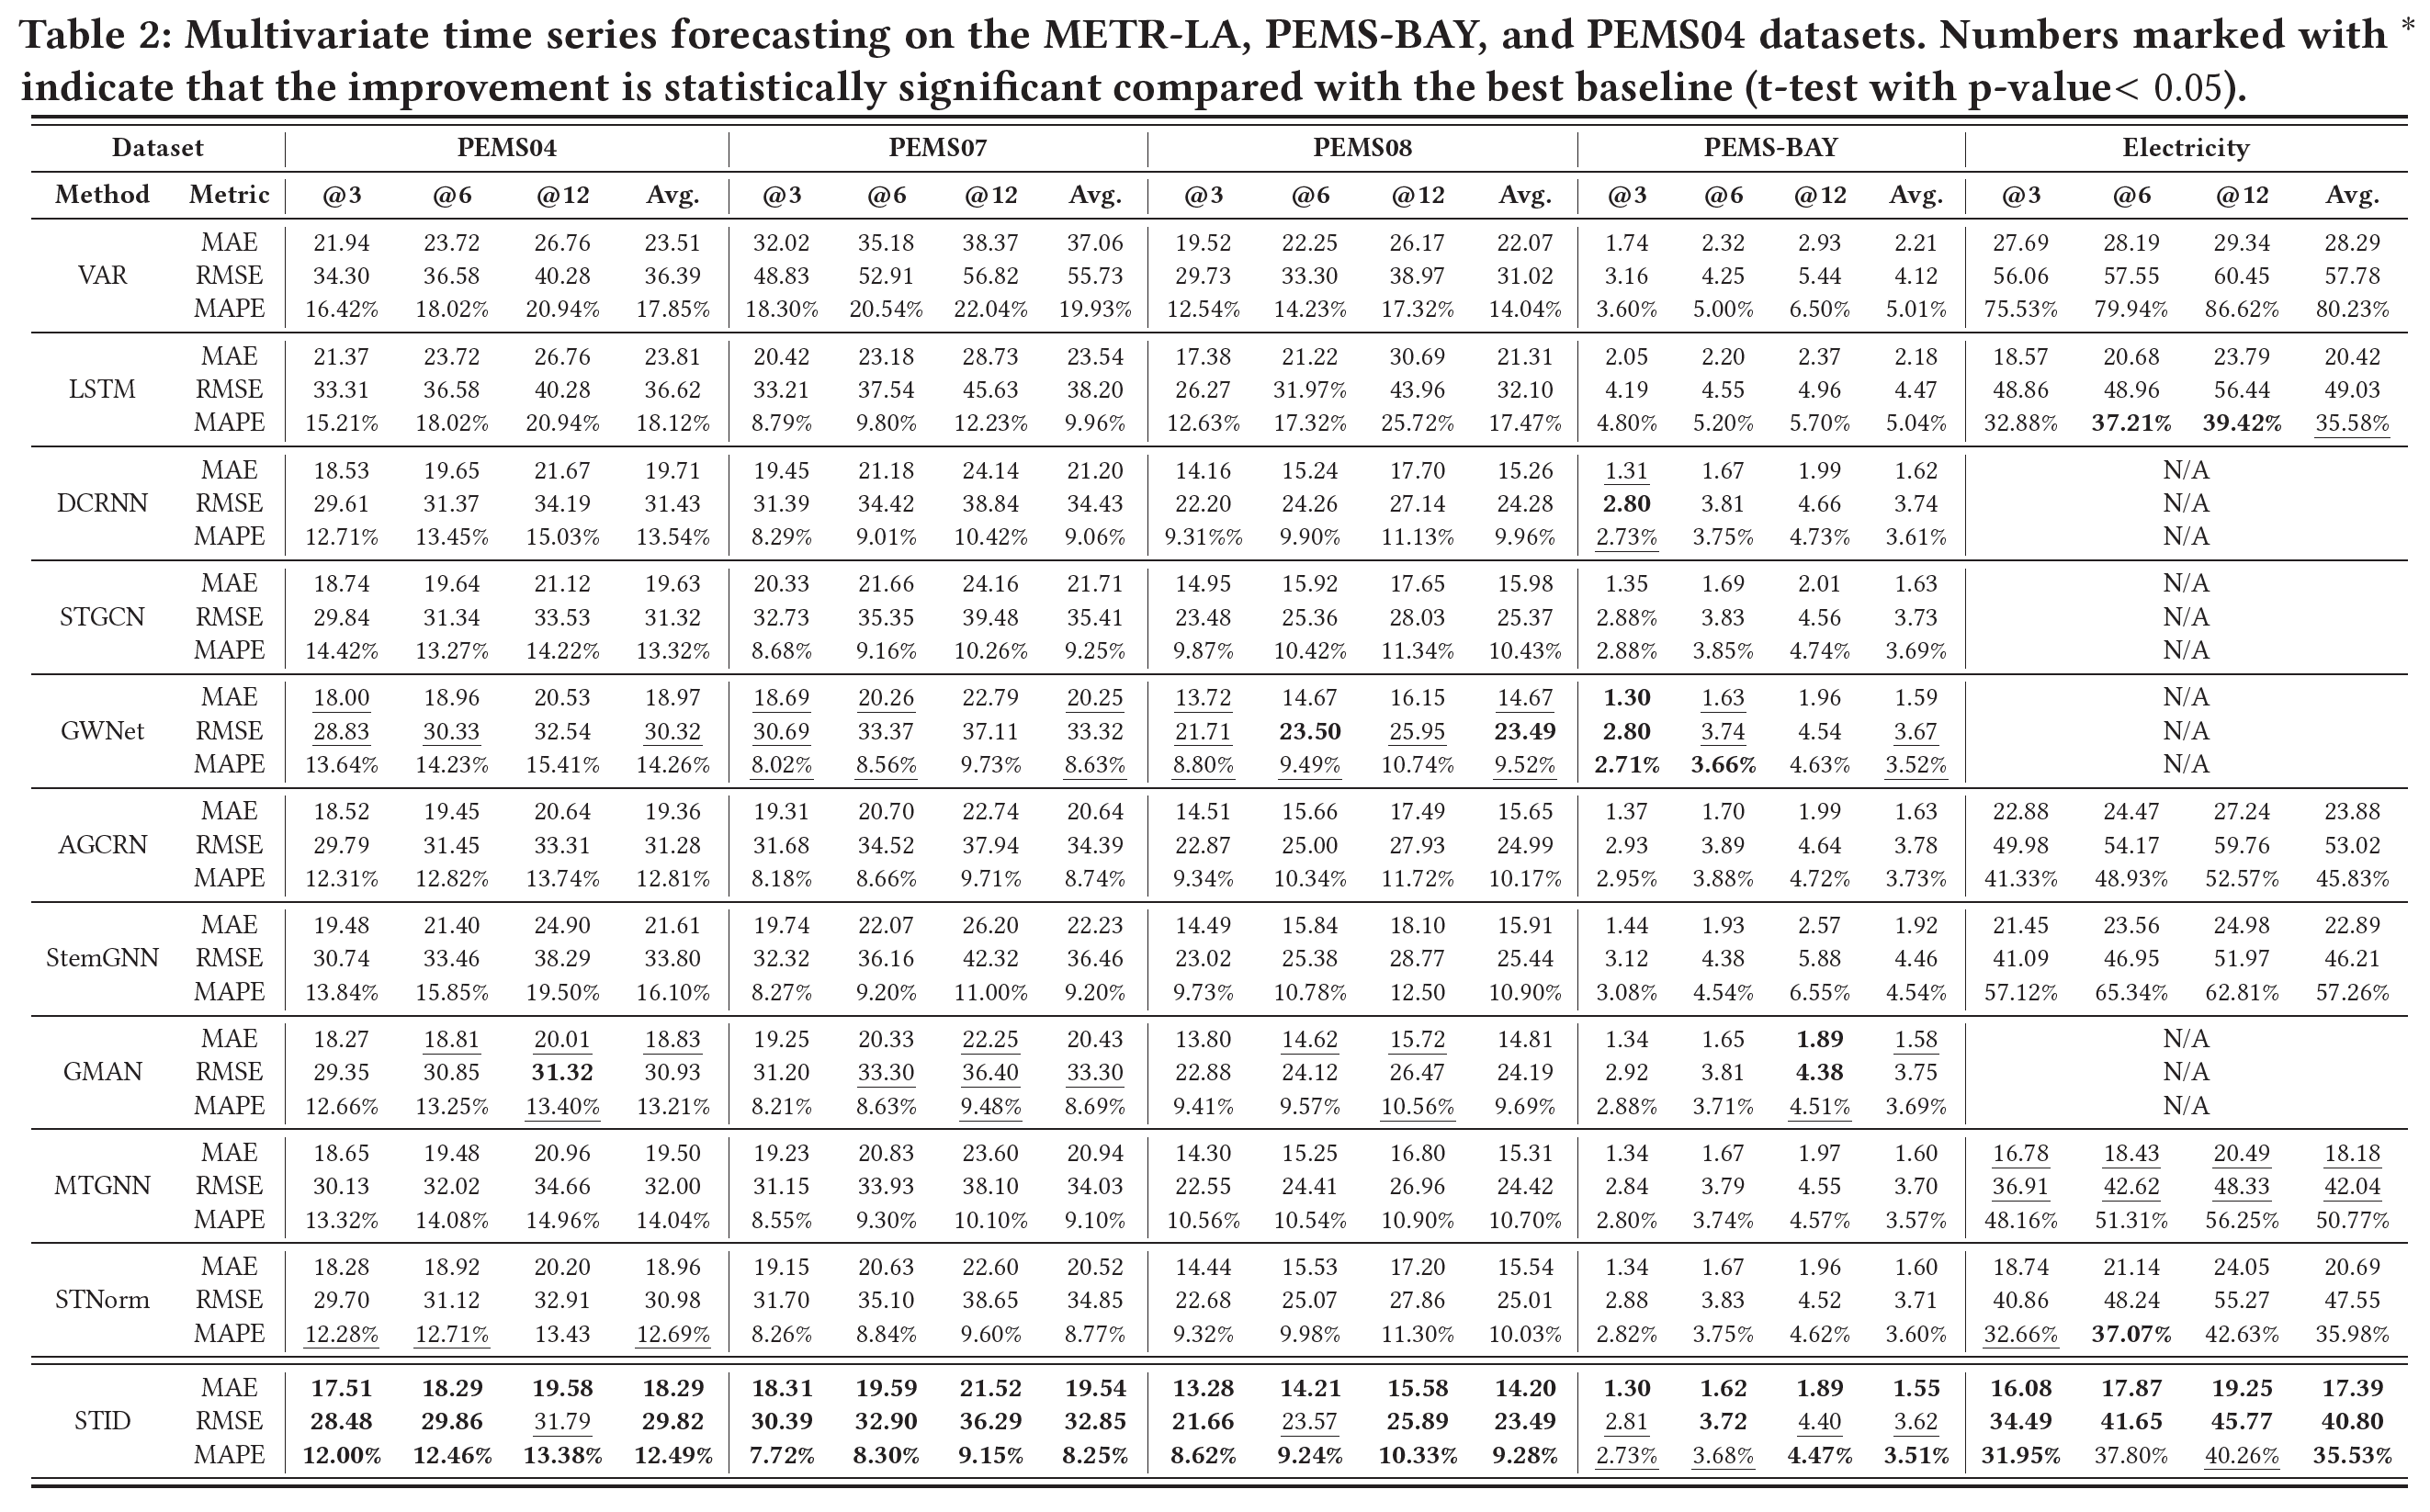 Table 2: Multivariate time series forecasting on the METR-LA, PEMS-BAY, and PEMS04 datasets. Numbers marked with *
indicate that the improvement is statistically significant compared with the best baseline (t-test with p-value< 0.05).
Dataset PEMS04 PEMS07 PEMS08 PEMS-BAY Electricity
Method Metric @3 @6 @12 Avg. @3 @6 @12 Avg. @3 @6 @12 Avg. @3 @6 @12 Avg. @3 @6 @12 Avg.
MAE 21.94 23.72 26.76 23.51 32.02 35.18 38.37 37.06 19.52 22.25 26.17 22.07 1.74 2.32 2.93 2.21 27.69 28.19 29.34 28.29
VAR RMSE 34.30 36.58 40.28 36.39 48.83 52.91 56.82 55.73 29.73 33.30 38.97 31.02 3.16 4.25 5.44 4.12 56.06 57.55 60.45 57.78
MAPE 16.42% 18.02% 20.94% 17.85% 18.30% 20.54% 22.04% 19.93% 12.54% 14.23% 17.32% 14.04% 3.60% 5.00% 6.50% 5.01% 75.53% 79.94% 86.62% 80.23%
MAE 21.37 23.72 26.76 23.81 20.42 23.18 28.73 23.54 17.38 21.22 30.69 21.31 2.05 2.20 2.37 2.18 18.57 20.68 23.79 20.42
LSTM RMSE 33.31 36.58 40.28 36.62 33.21 37.54 45.63 38.20 26.27 31.97% 43.96 32.10 4.19 4.55 4.96 4.47 48.86 48.96 56.44 49.03
MAPE 15.21% 18.02% 20.94% 18.12% 8.79% 9.80% 12.23% 9.96% 12.63% 17.32% 25.72% 17.47% 4.80% 5.20% 5.70% 5.04% 32.88% 37.21% 39.42% 35.58%
MAE 18.53 19.65 21.67 19.71 19.45 21.18 24.14 21.20 14.16 15.24 17.70 15.26 1.31 1.67 1.99 1.62 N/A
DCRNN RMSE 29.61 31.37 34.19 31.43 31.39 34.42 38.84 34.43 22.20 24.26 27.14 24.28 2.80 3.81 4.66 3.74 N/A
MAPE 12.71% 13.45% 15.03% 13.54% 8.29% 9.01% 10.42% 9.06% 9.31%% 9.90% 11.13% 9.96% 2.73% 3.75% 4.73% 3.61% N/A
MAE 18.74 19.64 21.12 19.63 20.33 21.66 24.16 21.71 14.95 15.92 17.65 15.98 1.35 1.69 2.01 1.63 N/A
STGCN RMSE 29.84 31.34 33.53 31.32 32.73 35.35 39.48 35.41 23.48 25.36 28.03 25.37 2.88% 3.83 4.56 3.73 N/A
MAPE 14.42% 13.27% 14.22% 13.32% 8.68% 9.16% 10.26% 9.25% 9.87% 10.42% 11.34% 10.43% 2.88% 3.85% 4.74% 3.69% N/A
MAE 18.00 18.96 20.53 18.97 18.69 20.26 22.79 20.25 13.72 14.67 16.15 14.67 1.30 1.63 1.96 1.59 N/A
GWNet RMSE 28.83 30.33 32.54 30.32 30.69 33.37 37.11 33.32 21.71 23.50 25.95 23.49 2.80 3.74 4.54 3.67 N/A
MAPE 13.64% 14.23% 15.41% 14.26% 8.02% 8.56% 9.73% 8.63% 8.80% 9.49% 10.74% 9.52% 2.71% 3.66% 4.63% 3.52% N/A
MAE 18.52 19.45 20.64 19.36 19.31 20.70 22.74 20.64 14.51 15.66 17.49 15.65 1.37 1.70 1.99 1.63 22.88 24.47 27.24 23.88
AGCRN RMSE 29.79 31.45 33.31 31.28 31.68 34.52 37.94 34.39 22.87 25.00 27.93 24.99 2.93 3.89 4.64 3.78 49.98 54.17 59.76 53.02
MAPE 12.31% 12.82% 13.74% 12.81% 8.18% 8.66% 9.71% 8.74% 9.34% 10.34% 11.72% 10.17% 2.95% 3.88% 4.72% 3.73% 41.33% 48.93% 52.57% 45.83%
MAE 19.48 21.40 24.90 21.61 19.74 22.07 26.20 22.23 14.49 15.84 18.10 15.91 1.44 1.93 2.57 1.92 21.45 23.56 24.98 22.89
StemGNN RMSE 30.74 33.46 38.29 33.80 32.32 36.16 42.32 36.46 23.02 25.38 28.77 25.44 3.12 4.38 5.88 4.46 41.09 46.95 51.97 46.21
MAPE 13.84% 15.85% 19.50% 16.10% 8.27% 9.20% 11.00% 9.20% 9.73% 10.78% 12.50 10.90% 3.08% 4.54% 6.55% 4.54% 57.12% 65.34% 62.81% 57.26%
MAE 18.27 18.81 20.01 18.83 19.25 20.33 22.25 20.43 13.80 14.62 15.72 14.81 1.34 1.65 1.89 1.58 N/A
GMAN RMSE 29.35 30.85 31.32 30.93 31.20 33.30 36.40 33.30 22.88 24.12 26.47 24.19 2.92 3.81 4.38 3.75 N/A
MAPE 12.66% 13.25% 13.40% 13.21% 8.21% 8.63% 9.48% 8.69% 9.41% 9.57% 10.56% 9.69% 2.88% 3.71% 4.51% 3.69% N/A
MAE 18.65 19.48 20.96 19.50 19.23 20.83 23.60 20.94 14.30 15.25 16.80 15.31 1.34 1.67 1.97 1.60 16.78 18.43 20.49 18.18
MTGNN RMSE 30.13 32.02 34.66 32.00 31.15 33.93 38.10 34.03 22.55 24.41 26.96 24.42 2.84 3.79 4.55 3.70 36.91 42.62 48.33 42.04
MAPE 13.32% 14.08% 14.96% 14.04% 8.55% 9.30% 10.10% 9.10% 10.56% 10.54% 10.90% 10.70% 2.80% 3.74% 4.57% 3.57% 48.16% 51.31% 56.25% 50.77%
MAE 18.28 18.92 20.20 18.96 19.15 20.63 22.60 20.52 14.44 15.53 17.20 15.54 1.34 1.67 1.96 1.60 18.74 21.14 24.05 20.69
STNorm RMSE 29.70 31.12 32.91 30.98 31.70 35.10 38.65 34.85 22.68 25.07 27.86 25.01 2.88 3.83 4.52 3.71 40.86 48.24 55.27 47.55
MAPE 12.28% 12.71% 13.43 12.69% 8.26% 8.84% 9.60% 8.77% 9.32% 9.98% 11.30% 10.03% 2.82% 3.75% 4.62% 3.60% 32.66% 37.07% 42.63% 35.98%
MAE 17.51 18.29 19.58 18.29 18.31 19.59 21.52 19.54 13.28 14.21 15.58 14.20 1.30 1.62 1.89 1.55 16.08 17.87 19.25 17.39
STID RMSE 28.48 29.86 31.79 29.82 30.39 32.90 36.29 32.85 21.66 23.57 25.89 23.49 2.81 3.72 4.40 3.62 34.49 41.65 45.77 40.80
MAPE 12.00% 12.46% 13.38% 12.49% 7.72% 8.30% 9.15% 8.25% 8.62% 9.24% 10.33% 9.28% 2.73% 3.68% 4.47% 3.51% 31.95% 37.80% 40.26% 35.53%